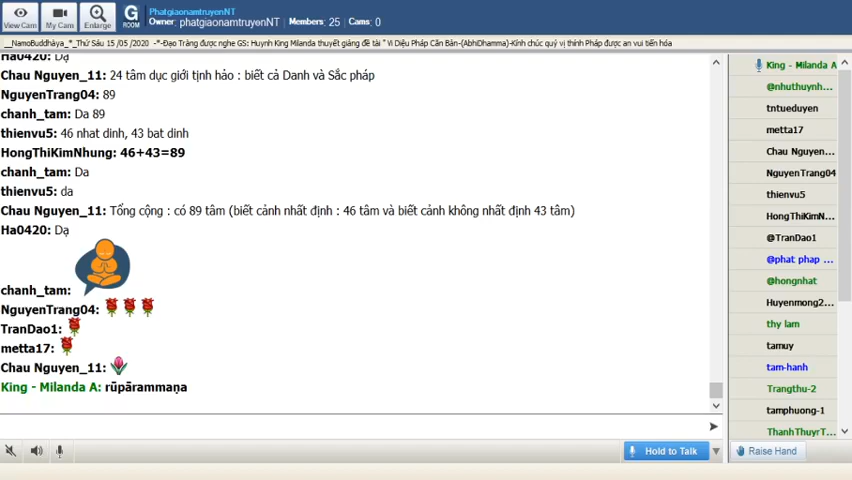 PhatgiaonamtruyenNT
Owner: phatgiaonamtruyenNT Members: 25 Cams: 0
View Cam My Cam Enlarge G ROOM
__NamoBuddhàya_*_Thứ Sáu 15 /05 /2020 -*-Đạo Tràng được nghe GS: Huynh King Milanda thuyết giảng đề tài " Vi Diệu Pháp Căn Bản-(AbhiDhamma)-Kính chúc quý vị thính Pháp được an vui tiến hóa
Ha0420: Dạ
Chau Nguyen_11: 24 tâm dục giới tịnh hảo : biết cả Danh và Sắc pháp
NguyenTrang04: 89
chanh_tam: Da 89
thienvu5: 46 nhat dinh, 43 bat dinh
HongThiKimNhung: 46+43=89
chanh_tam: Da
thienvu5: da
Chau Nguyen_11: Tổng cộng : có 89 tâm (biết cảnh nhất định : 46 tâm và biết cảnh không nhất định 43 tâm)
Ha0420: Dạ
chanh_tam:
NguyenTrang04:
TranDao1:
metta17:
Chau Nguyen_11:
King - Milanda A: rūpārammaṇa
King - Milanda A
@nhuthuynh...
tntueduyen
metta17
Chau Nguyen...
NguyenTrang04
thienvu5
HongThiKimN...
@TranDao1
@phat phap ...
@hongnhat
Huyenmong2...
thy lam
tamuy
tam-hanh
Trangthu-2
tamphuong-1
ThanhThuyrT...
Hold to Talk
Raise Hand